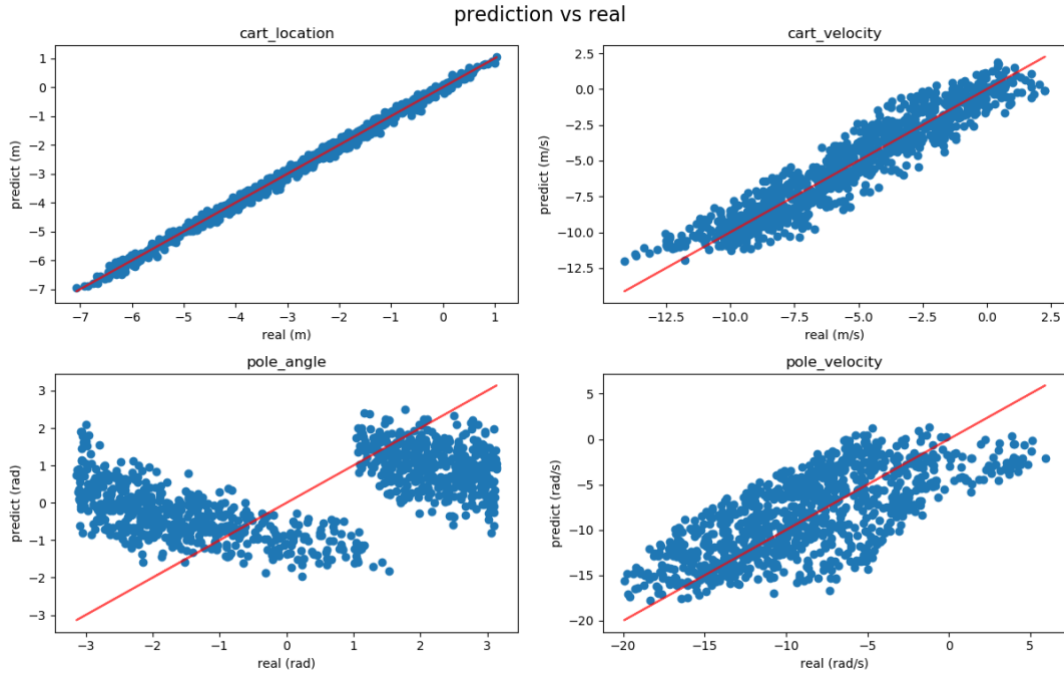 prediction vs real
cart_location
predict (m)
1
0
−1
−2
−3
−4
−5
−6
−7
−7 −6 −5 −4 −3 −2 −1 0 1
real (m)
cart_velocity
predict (m/s)
2.5
0.0
−2.5
−5.0
−7.5
−10.0
−12.5
−12.5 −10.0 −7.5 −5.0 −2.5 0.0 2.5
real (m/s)
pole_angle
predict (rad)
3
2
1
0
−1
−2
−3
−3 −2 −1 0 1 2 3
real (rad)
pole_velocity
predict (rad/s)
5
0
−5
−10
−15
−20
−20 −15 −10 −5 0 5
real (rad/s)